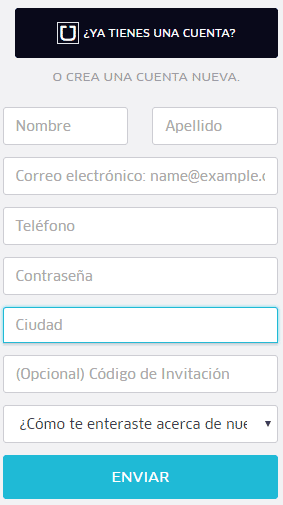 ¿YA TIENES UNA CUENTA?
O CREA UNA CUENTA NUEVA.
Nombre Apellido
Correo electrónico: name@example.c
Teléfono
Contraseña
Ciudad
(Opcional) Código de Invitación
¿Cómo te enteraste acerca de nue
ENVIAR